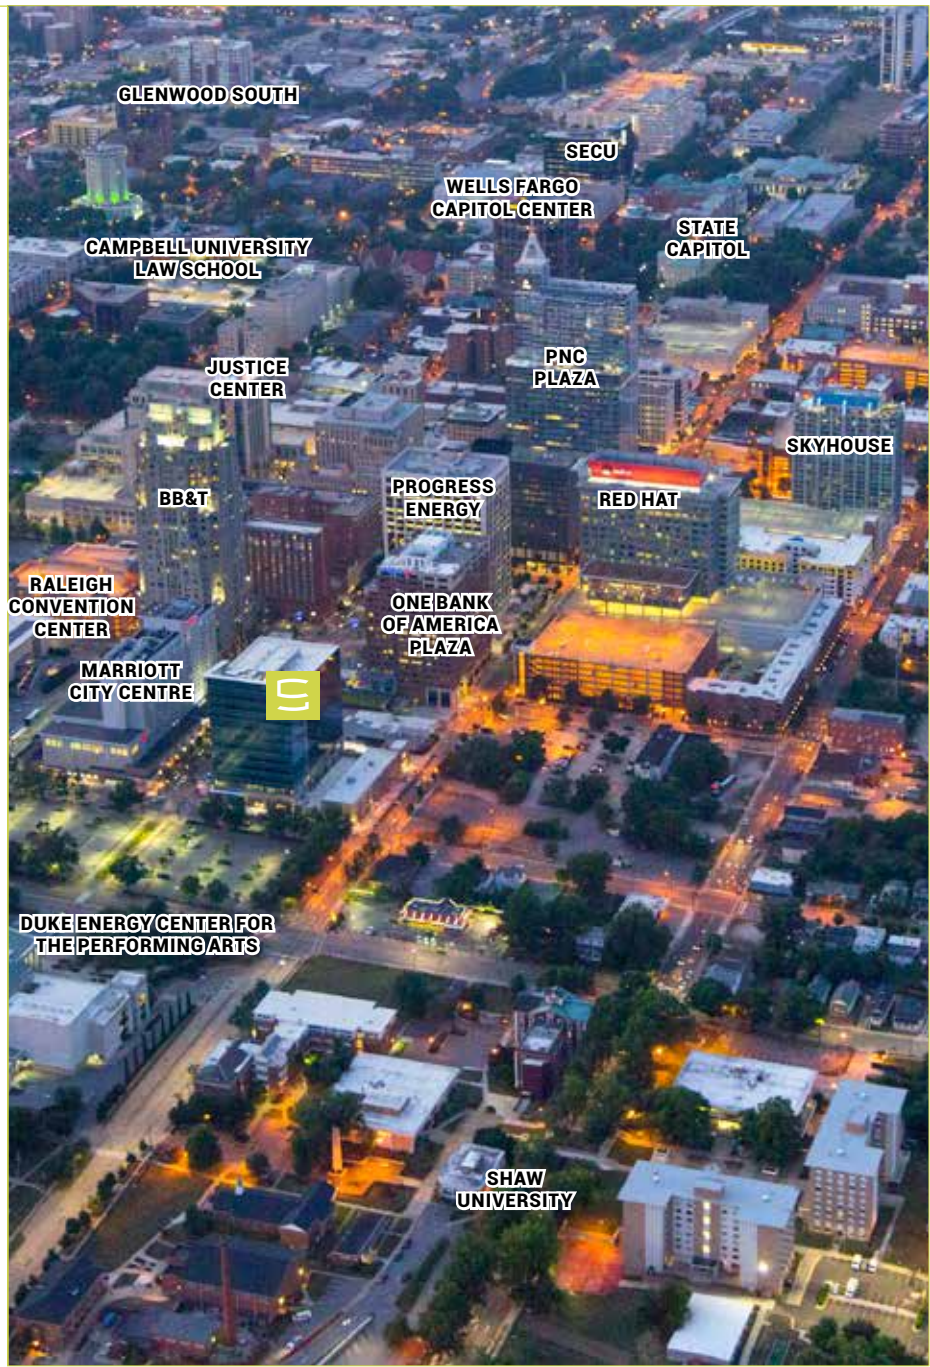 GLENWOOD SOUTH
SECU
WELLS FARGO
CAPITOL CENTER
STATE
CAPITOL
CAMPBELL UNIVERSITY
LAW SCHOOL
PNC
PLAZA
JUSTICE
CENTER
SKYHOUSE
BB&T
PROGRESS
ENERGY
RED HAT
RALEIGH
CONVENTION
CENTER
ONE BANK
OF AMERICA
PLAZA
MARRIOTT
CITY CENTRE
DUKE ENERGY CENTER FOR
THE PERFORMING ARTS
SHAW
UNIVERSITY